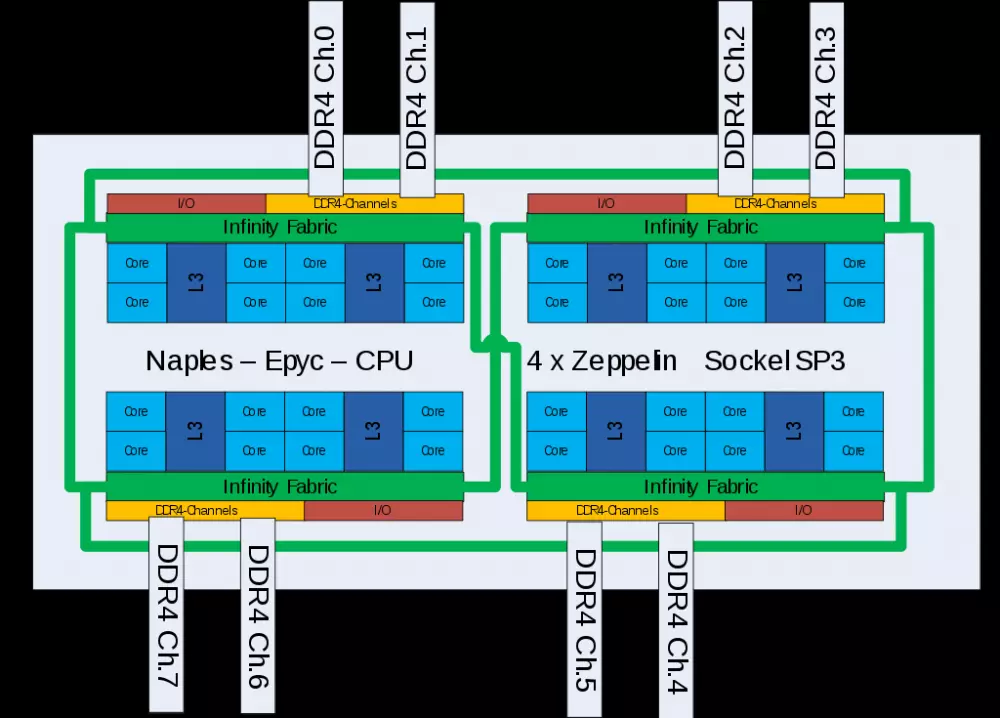 DDR4 Ch.0
DDR4 Ch.1
DDR4 Ch.2
DDR4 Ch.3
I/O
DDR4-Channels
I/O
DDR4-Channels
Infinity Fabric
Infinity Fabric
Core
L3
Core
Core
L3
Core
Core
L3
Core
Core
L3
Core
Core
Core
Core
Core
Core
Core
Core
Core
Naples – Epyc – CPU
4 x Zeppelin Sockel SP3
Core
L3
Core
Core
L3
Core
Core
L3
Core
Core
L3
Core
Core
Core
Core
Core
Core
Core
Core
Core
Infinity Fabric
Infinity Fabric
DDR4-Channels
I/O
DDR4-Channels
I/O
DDR4 Ch.7
DDR4 Ch.6
DDR4 Ch.5
DDR4 Ch.4